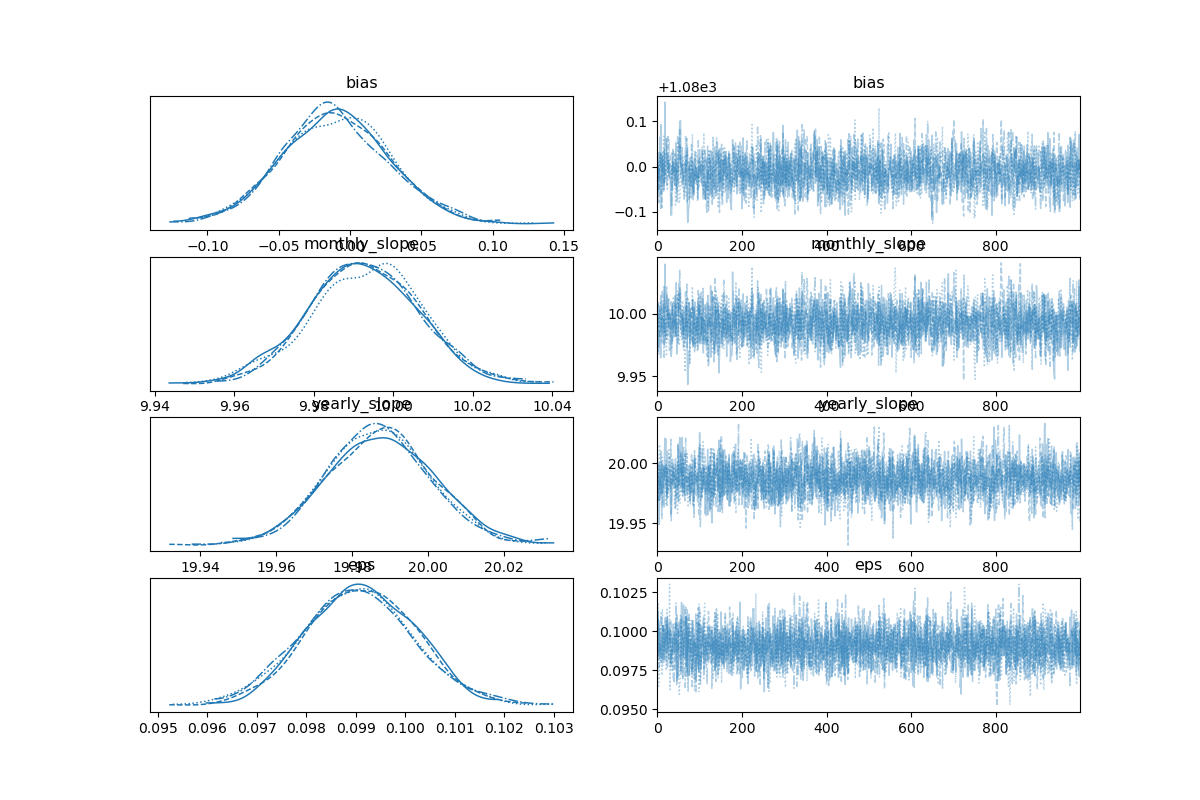 bias
bias
+1.08e3
0.1
0.0
−0.1
−0.10 −0.05 0.00 0.05 0.10 0.15
0 200 400 600 800
monthly_slope
monthly_slope
10.00
9.95
9.94 9.96 9.98 10.00 10.02 10.04
0 200 400 600 800
yearly_slope
yearly_slope
20.00
19.95
19.94 19.96 19.98 20.00 20.02
0 200 400 600 800
eps
eps
0.1025
0.1000
0.0975
0.0950
0.095 0.096 0.097 0.098 0.099 0.100 0.101 0.102 0.103
0 200 400 600 800